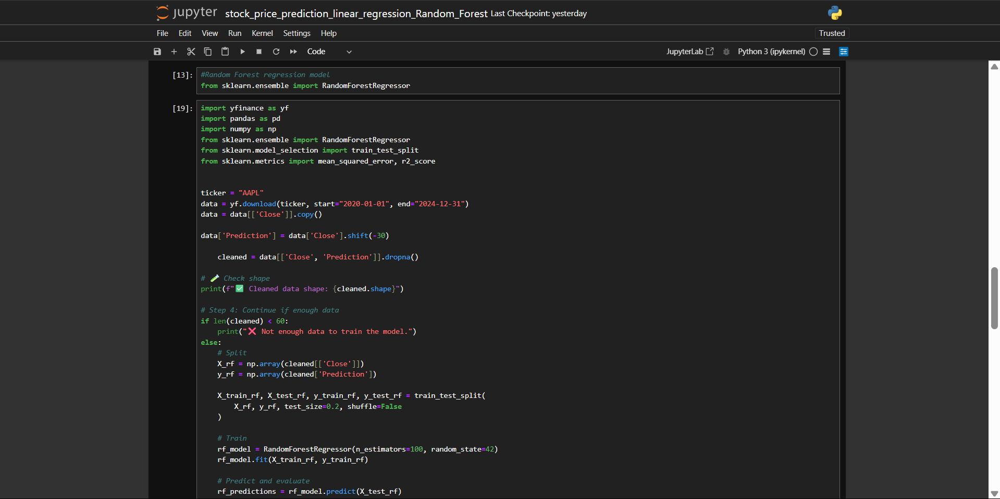 jupyter stock_price_prediction_linear_regression_Random_Forest Last Checkpoint: yesterday
File Edit View Run Kernel Settings Help Trusted
Code JupyterLab Python 3 (ipykernel)
[13]: #Random Forest regression model
from sklearn.ensemble import RandomForestRegressor
[19]: import yfinance as yf
import pandas as pd
import numpy as np
from sklearn.ensemble import RandomForestRegressor
from sklearn.model_selection import train_test_split
from sklearn.metrics import mean_squared_error, r2_score
ticker = "AAPL"
data = yf.download(ticker, start="2020-01-01", end="2024-12-31")
data = data[['Close']].copy()
data['Prediction'] = data['Close'].shift(-30)
    cleaned = data[['Close', 'Prediction']].dropna()
# 🧪 Check shape
print(f"✅ Cleaned data shape: {cleaned.shape}")
# Step 4: Continue if enough data
if len(cleaned) < 60:
    print("❌ Not enough data to train the model.")
else:
    # Split
    X_rf = np.array(cleaned[['Close']])
    y_rf = np.array(cleaned['Prediction'])
    X_train_rf, X_test_rf, y_train_rf, y_test_rf = train_test_split(
        X_rf, y_rf, test_size=0.2, shuffle=False
    )
    # Train
    rf_model = RandomForestRegressor(n_estimators=100, random_state=42)
    rf_model.fit(X_train_rf, y_train_rf)
    # Predict and evaluate
    rf_predictions = rf_model.predict(X_test_rf)